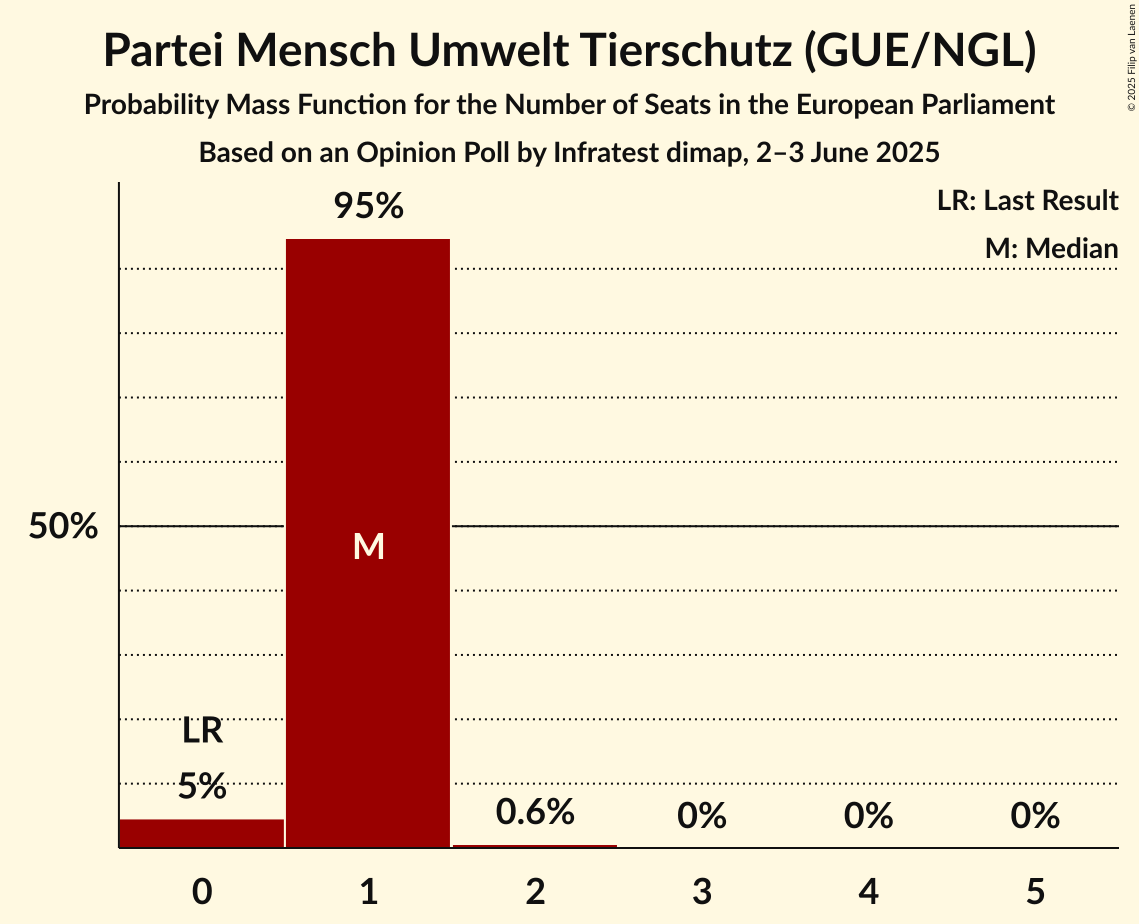 Partei Mensch Umwelt Tierschutz (GUE/NGL)
Probability Mass Function for the Number of Seats in the European Parliament
Based on an Opinion Poll by Infratest dimap, 2–3 June 2025
© 2025 Filip van Laenen
LR: Last Result
M: Median
95%
50%
M
LR
5%
0.6%
0%
0%
0%
0
1
2
3
4
5